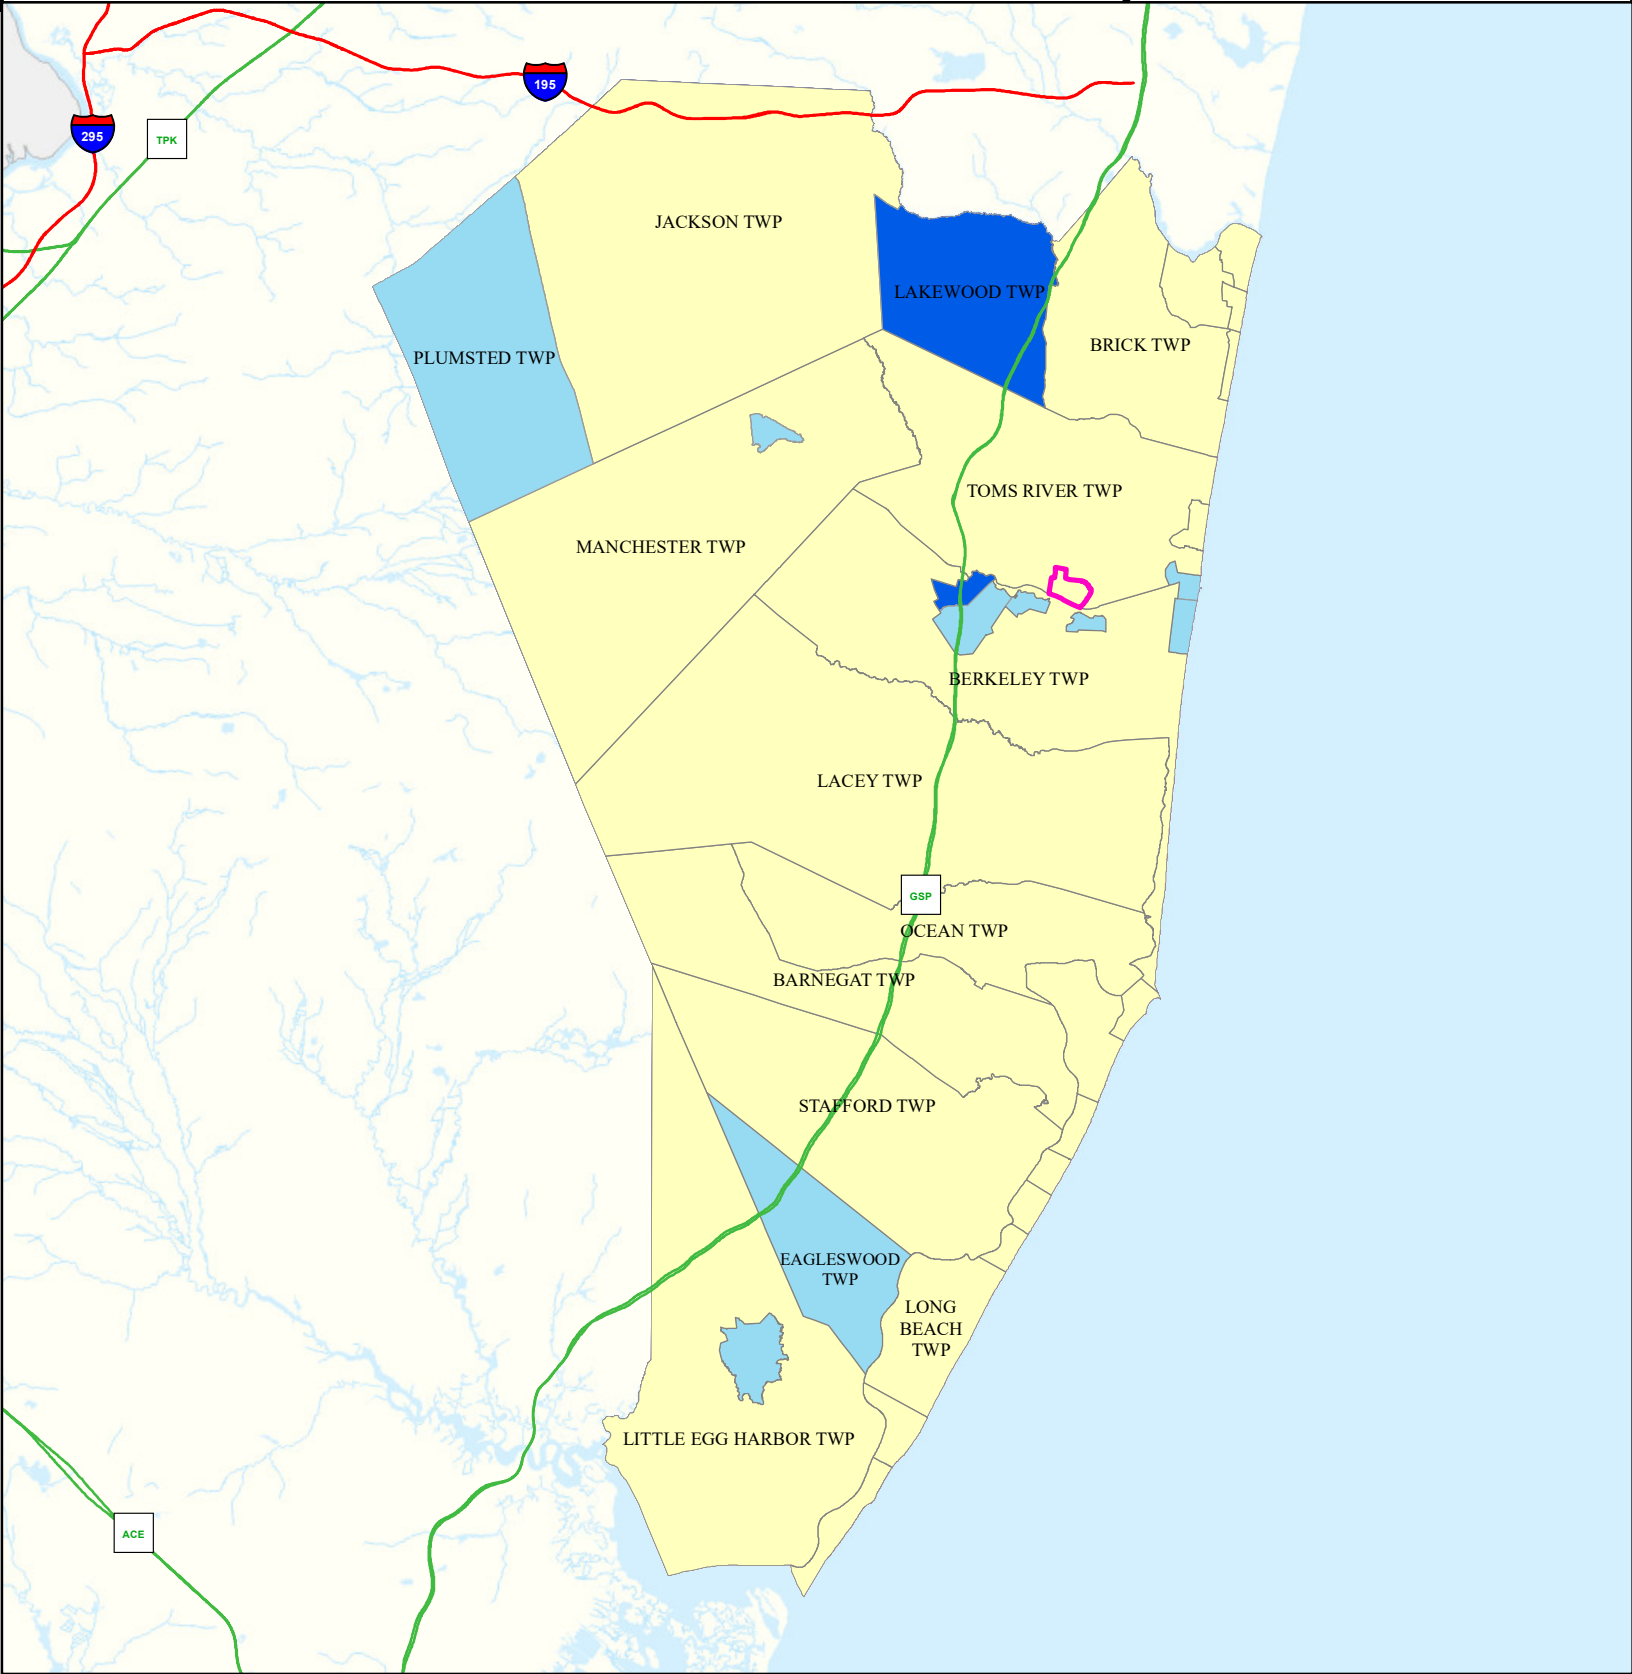 195
295
TPK
JACKSON TWP
LAKEWOOD TWP
BRICK TWP
PLUMSTED TWP
TOMS RIVER TWP
MANCHESTER TWP
BERKELEY TWP
LACEY TWP
GSP
OCEAN TWP
BARNEGAT TWP
STAFFORD TWP
EAGLESWOOD
TWP
LONG
BEACH
TWP
LITTLE EGG HARBOR TWP
ACE